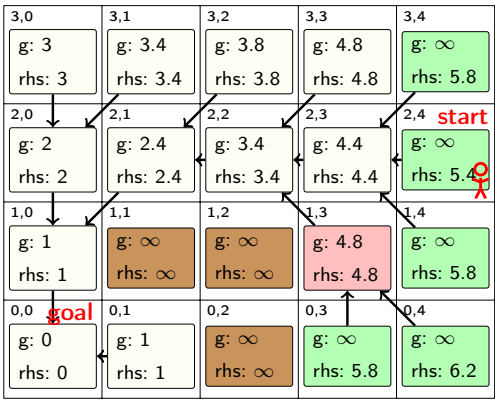 3,0 3,1 3,2 3,3 3,4
g: 3 g: 3.4 g: 3.8 g: 4.8 g: ∞
rhs: 3 rhs: 3.4 rhs: 3.8 rhs: 4.8 rhs: 5.8
2,0 2,1 2,2 2,3 2,4
start
g: 2 g: 2.4 g: 3.4 g: 4.4 g: ∞
rhs: 2 rhs: 2.4 rhs: 3.4 rhs: 4.4 rhs: 5.4
1,0 1,1 1,2 1,3 1,4
g: 1 g: ∞ g: ∞ g: 4.8 g: ∞
rhs: 1 rhs: ∞ rhs: ∞ rhs: 4.8 rhs: 5.8
0,0 goal 0,1 0,2 0,3 0,4
g: 0 g: 1 g: ∞ g: ∞ g: ∞
rhs: 0 rhs: 1 rhs: ∞ rhs: 5.8 rhs: 6.2